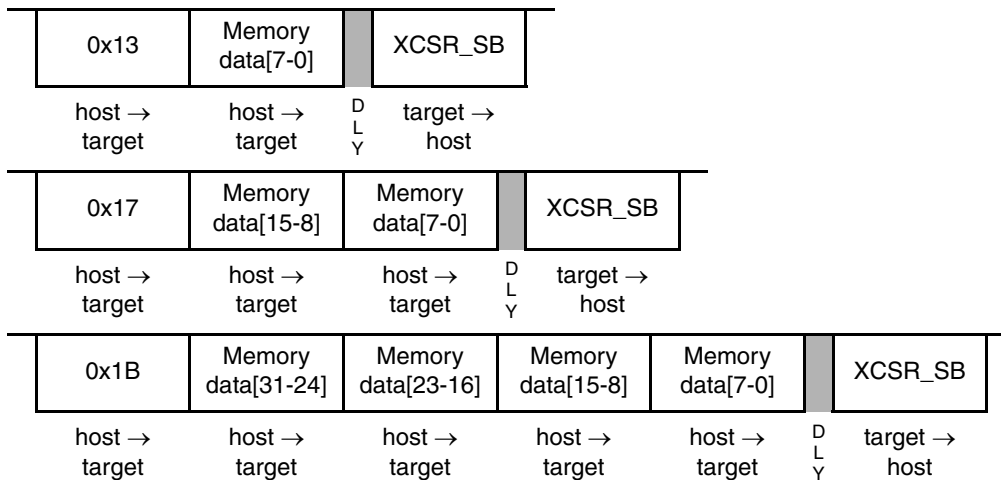 0x13 Memory data[7-0] XCSR_SB
host → target host → target D L Y target → host
0x17 Memory data[15-8] Memory data[7-0] XCSR_SB
host → target host → target host → target D L Y target → host
0x1B Memory data[31-24] Memory data[23-16] Memory data[15-8] Memory data[7-0] XCSR_SB
host → target host → target host → target host → target host → target D L Y target → host